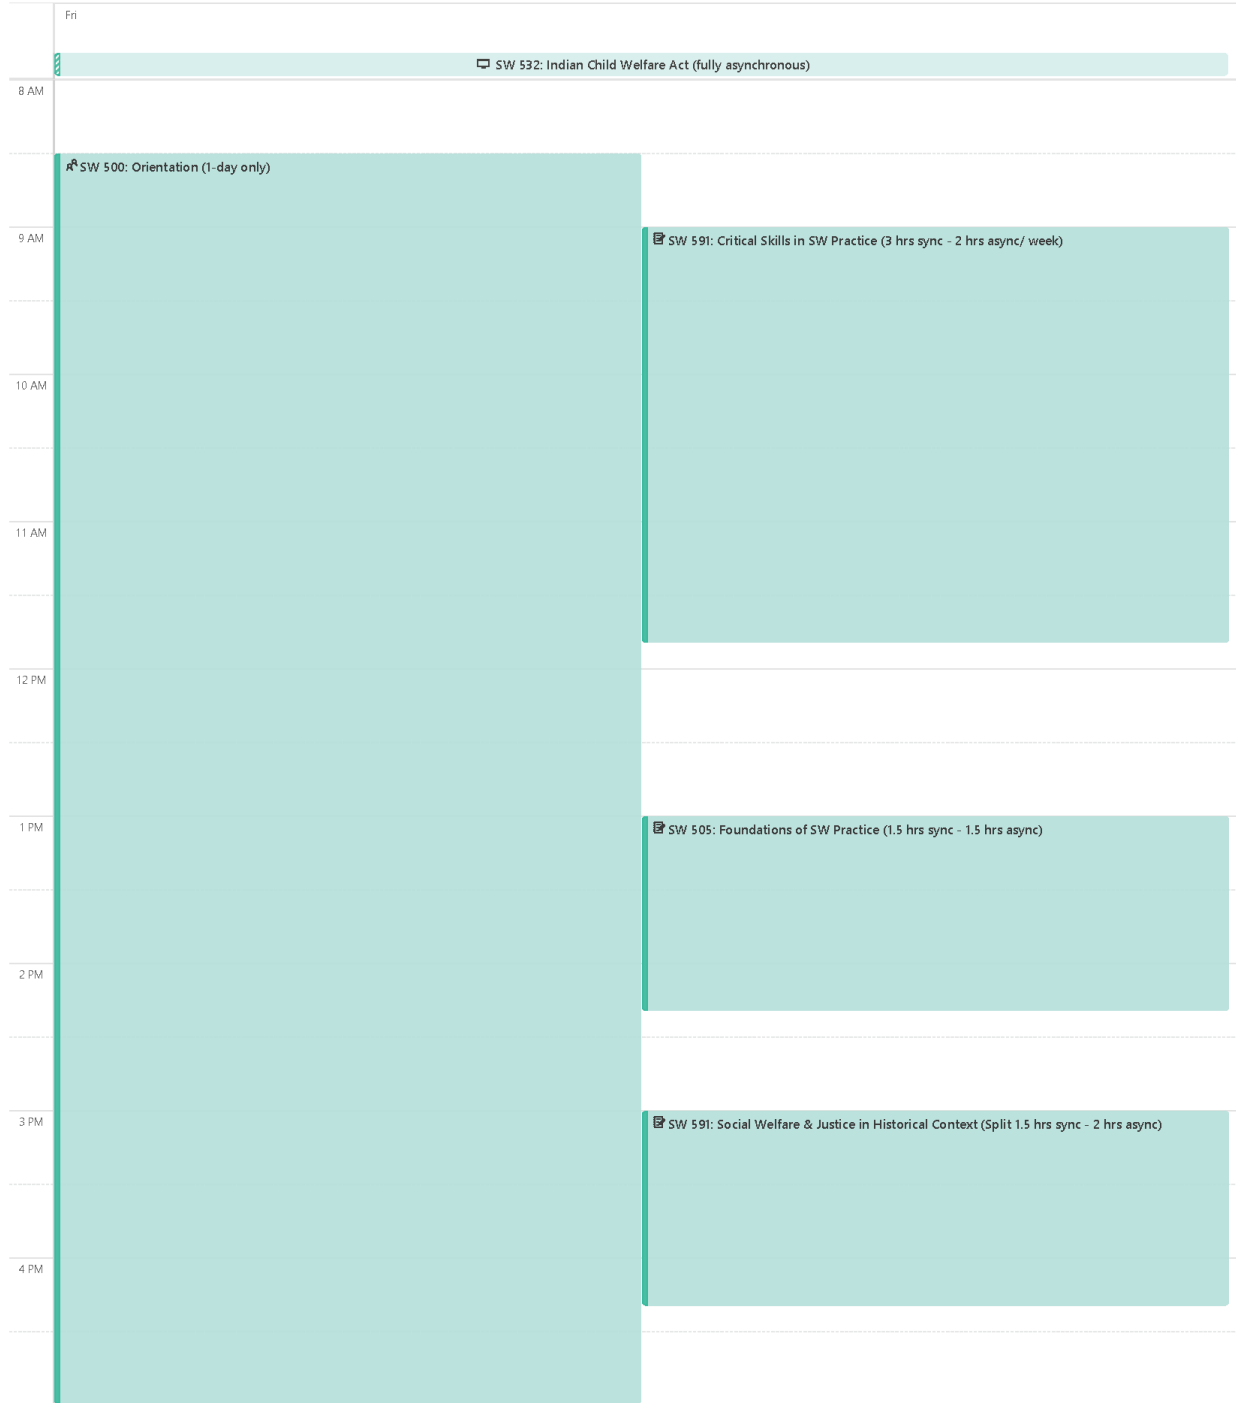 Fri
SW 532: Indian Child Welfare Act (fully asynchronous)
8 AM
SW 500: Orientation (1-day only)
9 AM
SW 591: Critical Skills in SW Practice (3 hrs sync - 2 hrs async/ week)
10 AM
11 AM
12 PM
1 PM
SW 505: Foundations of SW Practice (1.5 hrs sync - 1.5 hrs async)
2 PM
3 PM
SW 591: Social Welfare & Justice in Historical Context (Split 1.5 hrs sync - 2 hrs async)
4 PM